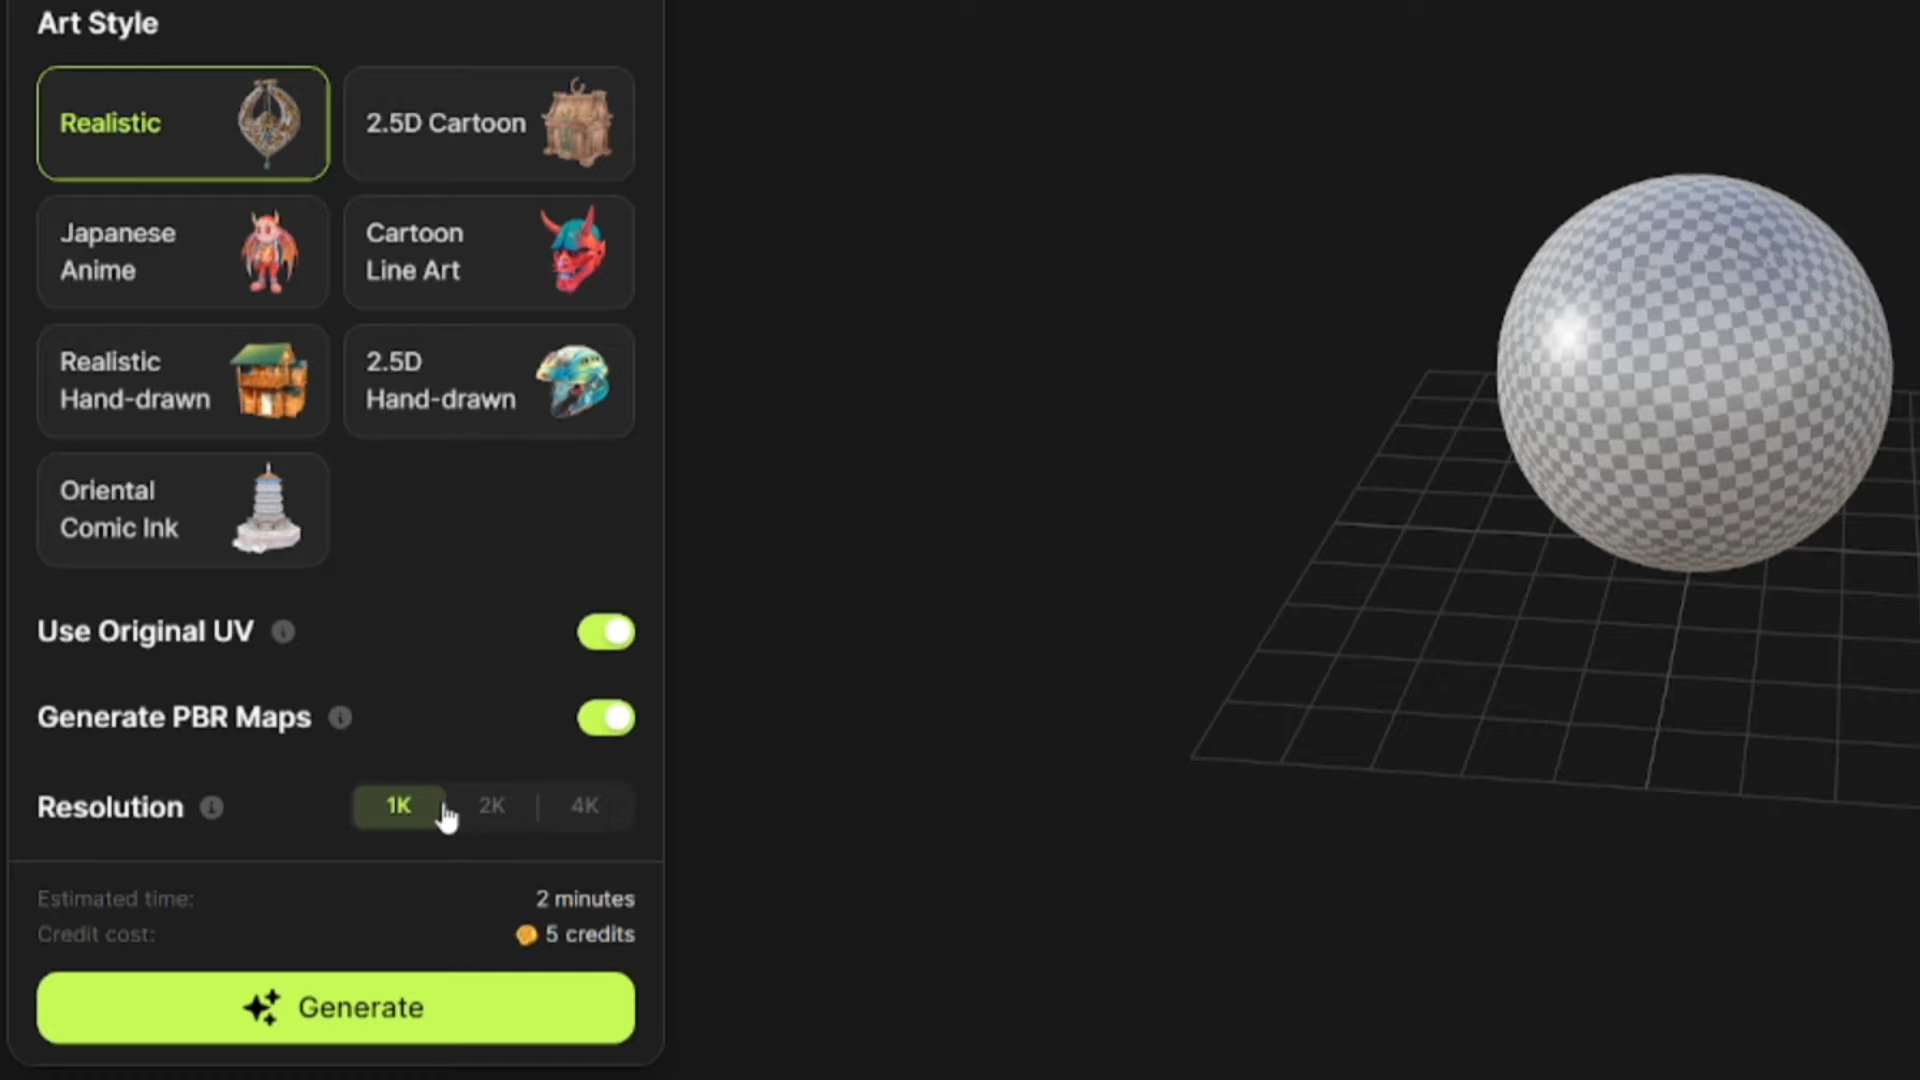 Art Style
Realistic
2.5D Cartoon
Japanese
Anime
Cartoon
Line Art
Realistic
Hand-drawn
2.5D
Hand-drawn
Oriental
Comic Ink
Use Original UV
Generate PBR Maps
Resolution 1K 2K 4K
Estimated time: 2 minutes
Credit cost: 5 credits
Generate